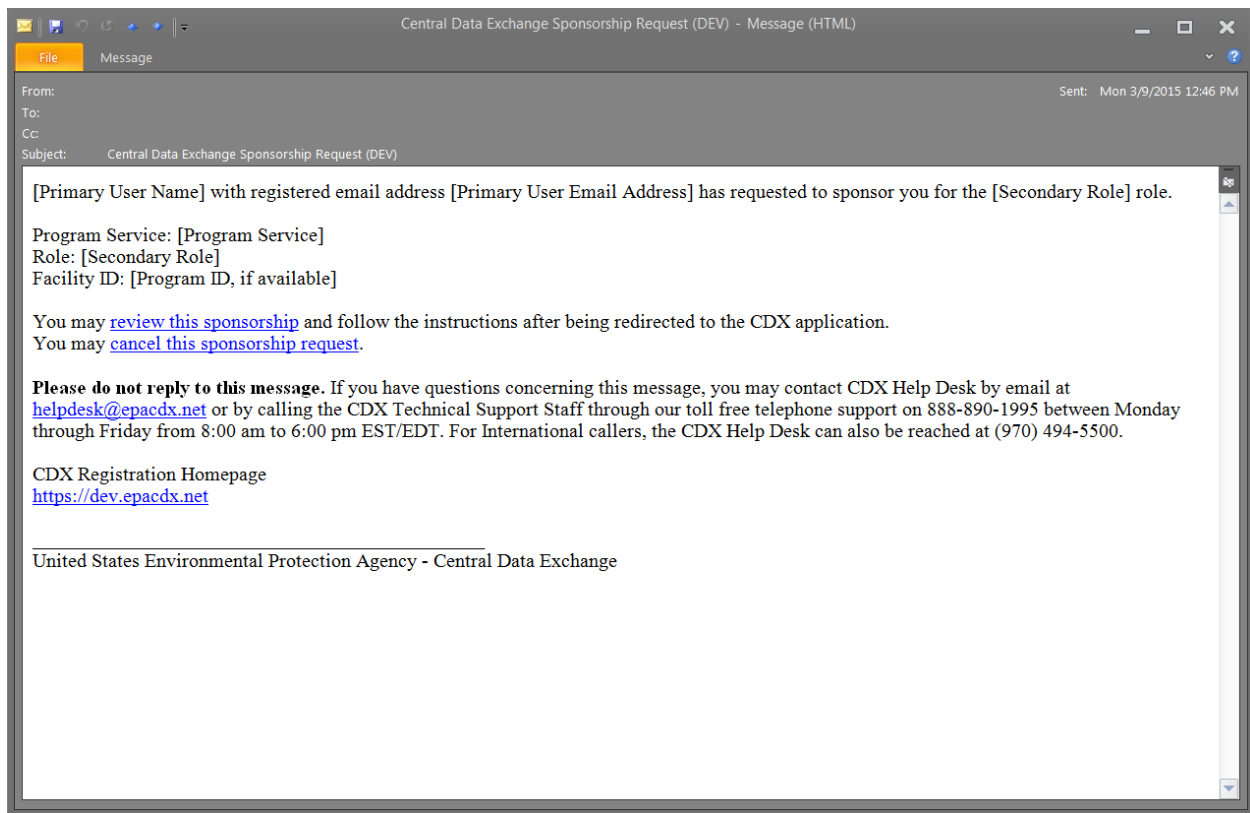 Central Data Exchange Sponsorship Request (DEV) - Message (HTML)
File Message
From:
Sent: Mon 3/9/2015 12:46 PM
To:
Cc:
Subject: Central Data Exchange Sponsorship Request (DEV)
[Primary User Name] with registered email address [Primary User Email Address] has requested to sponsor you for the [Secondary Role] role.
Program Service: [Program Service]
Role: [Secondary Role]
Facility ID: [Program ID, if available]
You may review this sponsorship and follow the instructions after being redirected to the CDX application.
You may cancel this sponsorship request.
Please do not reply to this message. If you have questions concerning this message, you may contact CDX Help Desk by email at
helpdesk@epacdx.net or by calling the CDX Technical Support Staff through our toll free telephone support on 888-890-1995 between Monday
through Friday from 8:00 am to 6:00 pm EST/EDT. For International callers, the CDX Help Desk can also be reached at (970) 494-5500.
CDX Registration Homepage
https://dev.epacdx.net
United States Environmental Protection Agency - Central Data Exchange